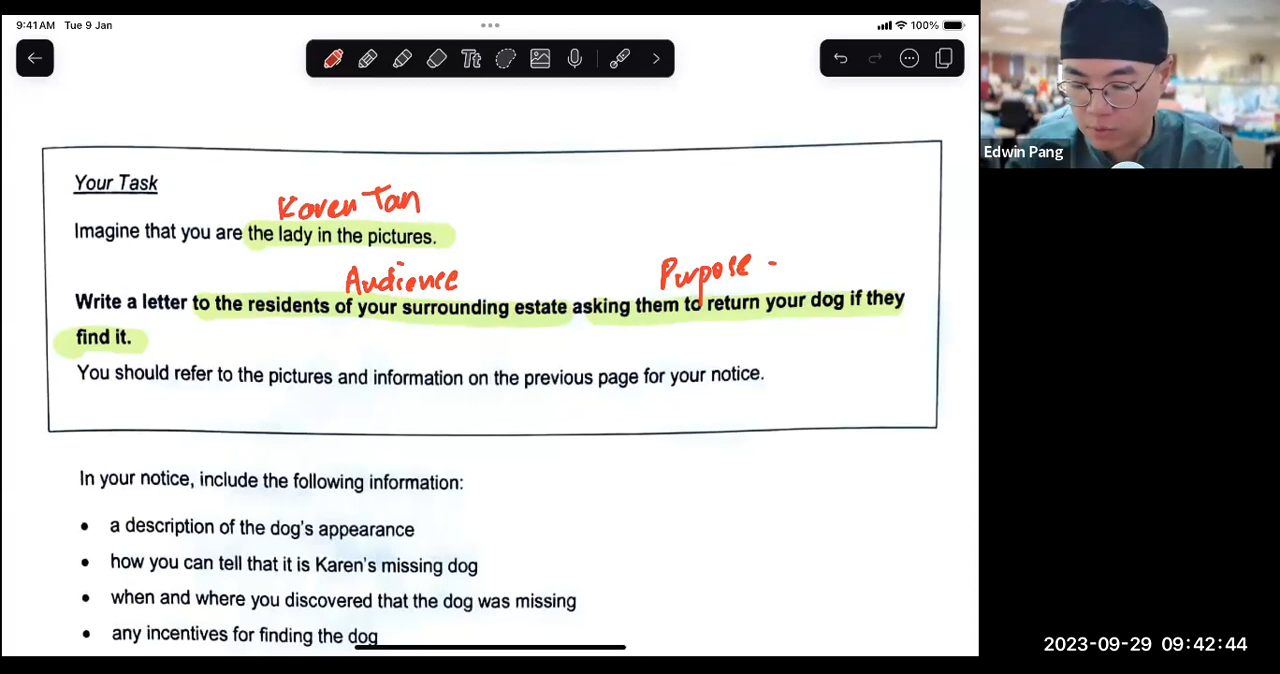 9:41 AM Tue 9 Jan
100%
Tt
Edwin Pang
Your Task
Karen Tan
Imagine that you are the lady in the pictures.
Audience
Purpose -
Write a letter to the residents of your surrounding estate asking them to return your dog if they
find it.
You should refer to the pictures and information on the previous page for your notice.
In your notice, include the following information:
• a description of the dog's appearance
• how you can tell that it is Karen's missing dog
• when and where you discovered that the dog was missing
• any incentives for finding the dog
2023-09-29 09:42:44